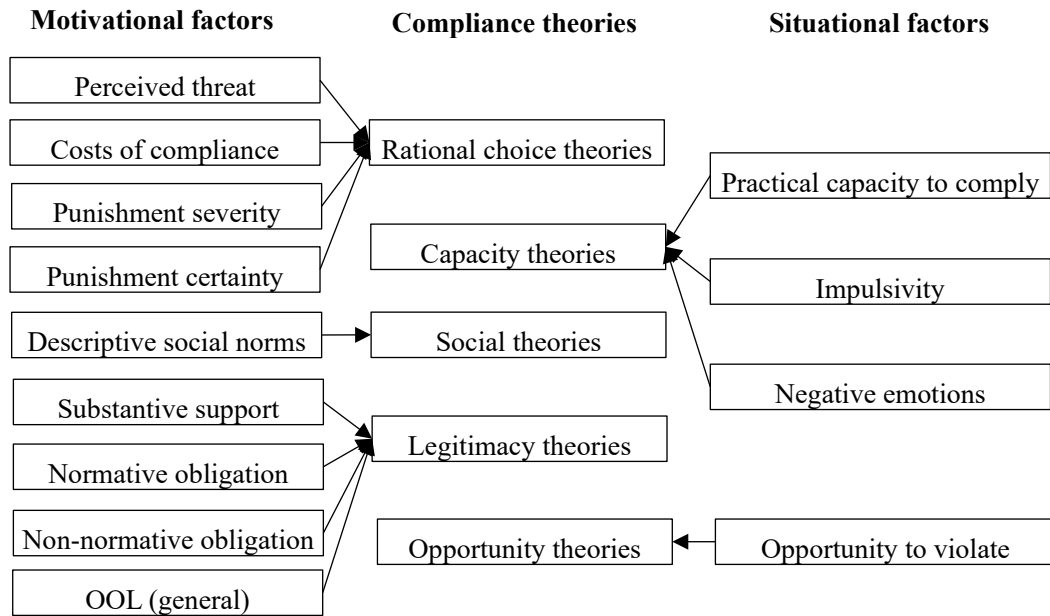 Motivational factors
Compliance theories
Situational factors
Perceived threat
Costs of compliance
Punishment severity
Punishment certainty
Descriptive social norms
Substantive support
Normative obligation
Non-normative obligation
OOL (general)
Rational choice theories
Capacity theories
Social theories
Legitimacy theories
Opportunity theories
Practical capacity to comply
Impulsivity
Negative emotions
Opportunity to violate